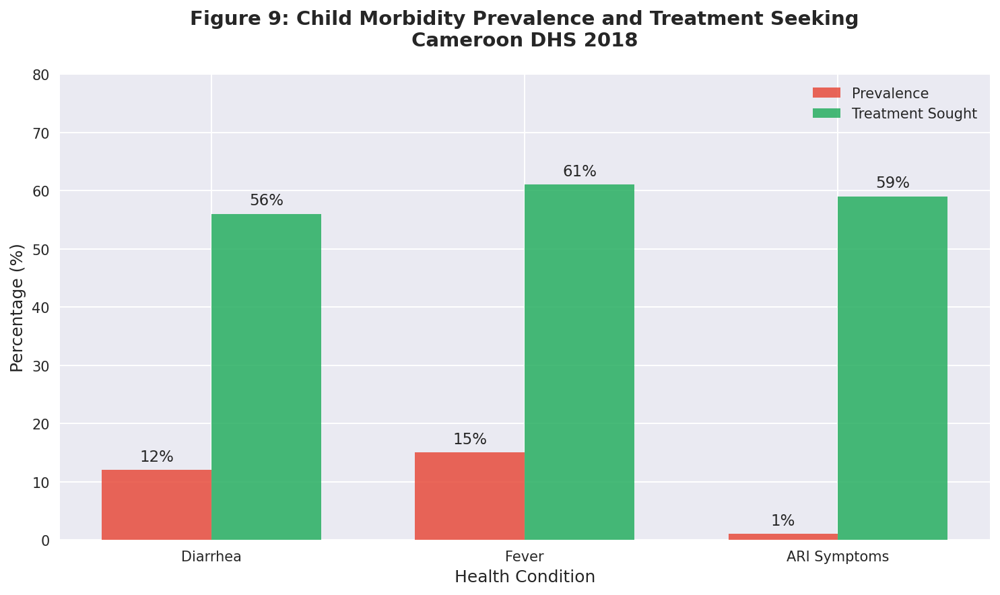 Figure 9: Child Morbidity Prevalence and Treatment Seeking
Cameroon DHS 2018
Prevalence
Treatment Sought
Percentage (%)
80
70
60
50
40
30
20
10
0
12%
56%
15%
61%
1%
59%
Diarrhea
Fever
ARI Symptoms
Health Condition